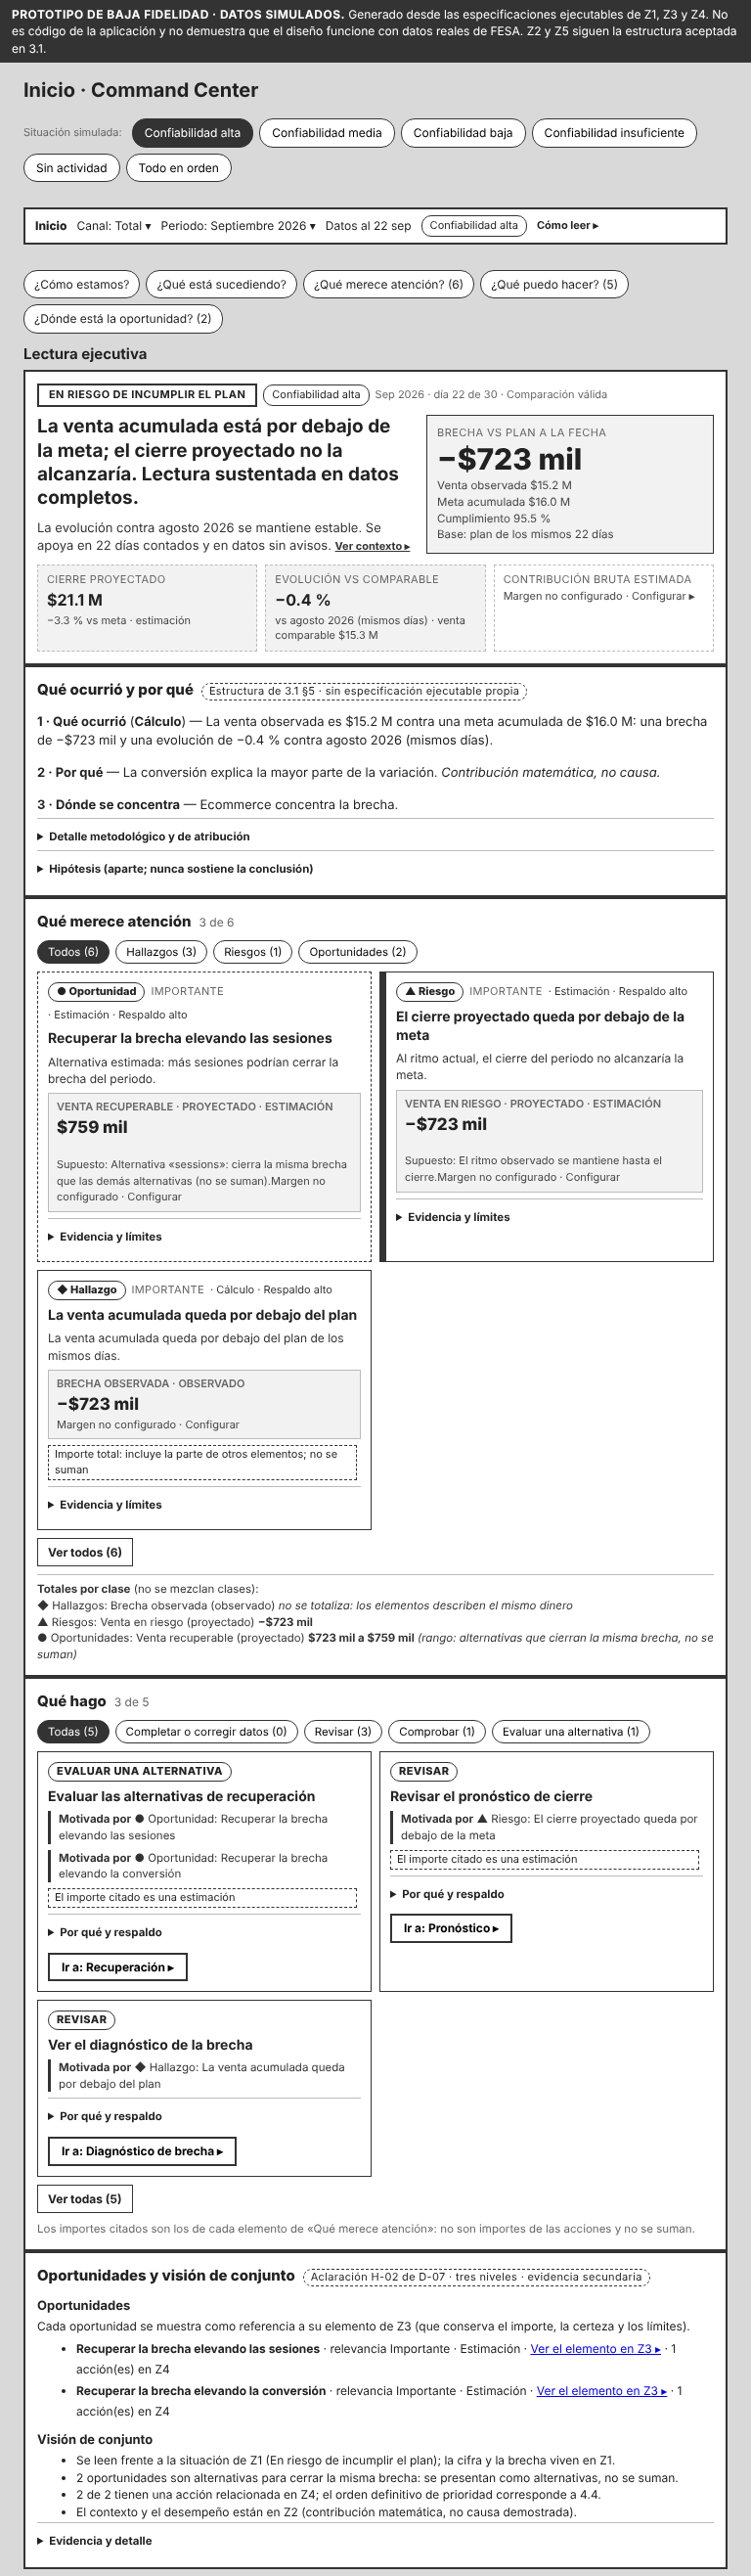 PROTOTIPO DE BAJA FIDELIDAD · DATOS SIMULADOS. Generado desde las especificaciones ejecutables de Z1, Z3 y Z4. No
es código de la aplicación y no demuestra que el diseño funcione con datos reales de FESA. Z2 y Z5 siguen la estructura aceptada
en 3.1.
Inicio · Command Center
Situación simulada: Confiabilidad alta Confiabilidad media Confiabilidad baja Confiabilidad insuficiente
Sin actividad Todo en orden
Inicio Canal: Total ▾ Periodo: Septiembre 2026 ▾ Datos al 22 sep Confiabilidad alta Cómo leer ▸
¿Cómo estamos? ¿Qué está sucediendo? ¿Qué merece atención? (6) ¿Qué puedo hacer? (5)
¿Dónde está la oportunidad? (2)
Lectura ejecutiva
EN RIESGO DE INCUMPLIR EL PLAN Confiabilidad alta Sep 2026 · día 22 de 30 · Comparación válida
La venta acumulada está por debajo de
la meta; el cierre proyectado no la
alcanzaría. Lectura sustentada en datos
completos.
La evolución contra agosto 2026 se mantiene estable. Se
apoya en 22 días contados y en datos sin avisos. Ver contexto ▸
BRECHA VS PLAN A LA FECHA
−$723 mil
Venta observada $15.2 M
Meta acumulada $16.0 M
Cumplimiento 95.5 %
Base: plan de los mismos 22 días
CIERRE PROYECTADO
$21.1 M
−3.3 % vs meta · estimación
EVOLUCIÓN VS COMPARABLE
−0.4 %
vs agosto 2026 (mismos días) · venta
comparable $15.3 M
CONTRIBUCIÓN BRUTA ESTIMADA
Margen no configurado · Configurar ▸
Qué ocurrió y por qué Estructura de 3.1 §5 · sin especificación ejecutable propia
1 · Qué ocurrió (Cálculo) — La venta observada es $15.2 M contra una meta acumulada de $16.0 M: una brecha
de −$723 mil y una evolución de −0.4 % contra agosto 2026 (mismos días).
2 · Por qué — La conversión explica la mayor parte de la variación. Contribución matemática, no causa.
3 · Dónde se concentra — Ecommerce concentra la brecha.
▶ Detalle metodológico y de atribución
▶ Hipótesis (aparte; nunca sostiene la conclusión)
Qué merece atención 3 de 6
Todos (6) Hallazgos (3) Riesgos (1) Oportunidades (2)
● Oportunidad IMPORTANTE
· Estimación · Respaldo alto
Recuperar la brecha elevando las sesiones
Alternativa estimada: más sesiones podrían cerrar la
brecha del periodo.
VENTA RECUPERABLE · PROYECTADO · ESTIMACIÓN
$759 mil
Supuesto: Alternativa «sessions»: cierra la misma brecha
que las demás alternativas (no se suman).Margen no
configurado · Configurar
▶ Evidencia y límites
▲ Riesgo IMPORTANTE · Estimación · Respaldo alto
El cierre proyectado queda por debajo de la
meta
Al ritmo actual, el cierre del periodo no alcanzaría la
meta.
VENTA EN RIESGO · PROYECTADO · ESTIMACIÓN
−$723 mil
Supuesto: El ritmo observado se mantiene hasta el
cierre.Margen no configurado · Configurar
▶ Evidencia y límites
◆ Hallazgo IMPORTANTE · Cálculo · Respaldo alto
La venta acumulada queda por debajo del plan
La venta acumulada queda por debajo del plan de los
mismos días.
BRECHA OBSERVADA · OBSERVADO
−$723 mil
Margen no configurado · Configurar
Importe total: incluye la parte de otros elementos; no se
suman
▶ Evidencia y límites
Ver todos (6)
Totales por clase (no se mezclan clases):
◆ Hallazgos: Brecha observada (observado) no se totaliza: los elementos describen el mismo dinero
▲ Riesgos: Venta en riesgo (proyectado) −$723 mil
● Oportunidades: Venta recuperable (proyectado) $723 mil a $759 mil (rango: alternativas que cierran la misma brecha, no se
suman)
Qué hago 3 de 5
Todas (5) Completar o corregir datos (0) Revisar (3) Comprobar (1) Evaluar una alternativa (1)
EVALUAR UNA ALTERNATIVA
Evaluar las alternativas de recuperación
Motivada por ● Oportunidad: Recuperar la brecha
elevando las sesiones
Motivada por ● Oportunidad: Recuperar la brecha
elevando la conversión
El importe citado es una estimación
▶ Por qué y respaldo
Ir a: Recuperación ▸
REVISAR
Revisar el pronóstico de cierre
Motivada por ▲ Riesgo: El cierre proyectado queda por
debajo de la meta
El importe citado es una estimación
▶ Por qué y respaldo
Ir a: Pronóstico ▸
REVISAR
Ver el diagnóstico de la brecha
Motivada por ◆ Hallazgo: La venta acumulada queda
por debajo del plan
▶ Por qué y respaldo
Ir a: Diagnóstico de brecha ▸
Ver todas (5)
Los importes citados son los de cada elemento de «Qué merece atención»: no son importes de las acciones y no se suman.
Oportunidades y visión de conjunto Aclaración H-02 de D-07 · tres niveles · evidencia secundaria
Oportunidades
Cada oportunidad se muestra como referencia a su elemento de Z3 (que conserva el importe, la certeza y los límites).
• Recuperar la brecha elevando las sesiones · relevancia Importante · Estimación · Ver el elemento en Z3 ▸ · 1
acción(es) en Z4
• Recuperar la brecha elevando la conversión · relevancia Importante · Estimación · Ver el elemento en Z3 ▸ · 1
acción(es) en Z4
Visión de conjunto
• Se leen frente a la situación de Z1 (En riesgo de incumplir el plan); la cifra y la brecha viven en Z1.
• 2 oportunidades son alternativas para cerrar la misma brecha: se presentan como alternativas, no se suman.
• 2 de 2 tienen una acción relacionada en Z4; el orden definitivo de prioridad corresponde a 4.4.
• El contexto y el desempeño están en Z2 (contribución matemática, no causa demostrada).
▶ Evidencia y detalle